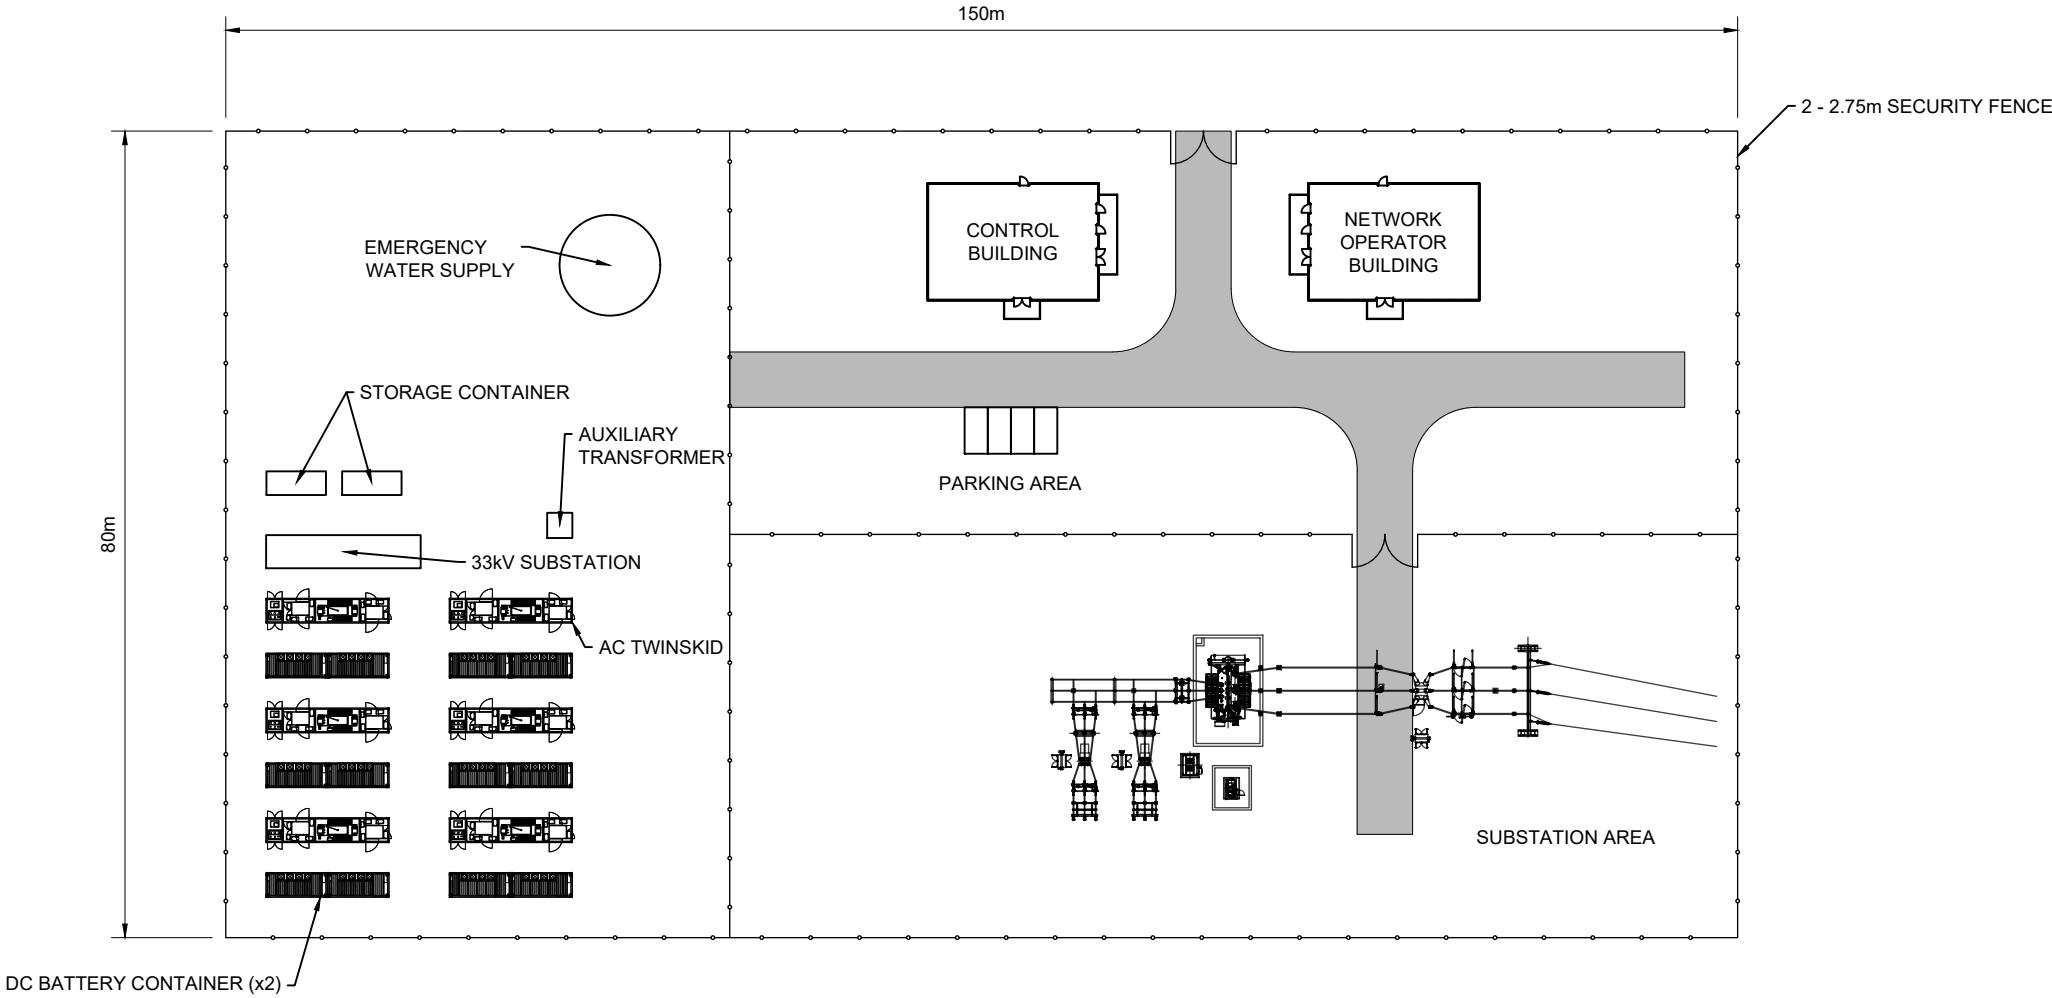 150m
2 - 2.75m SECURITY FENCE
80m
EMERGENCY
WATER SUPPLY
CONTROL
BUILDING
NETWORK
OPERATOR
BUILDING
STORAGE CONTAINER
AUXILIARY
TRANSFORMER
PARKING AREA
33kV SUBSTATION
AC TWINSKID
SUBSTATION AREA
DC BATTERY CONTAINER (x2)